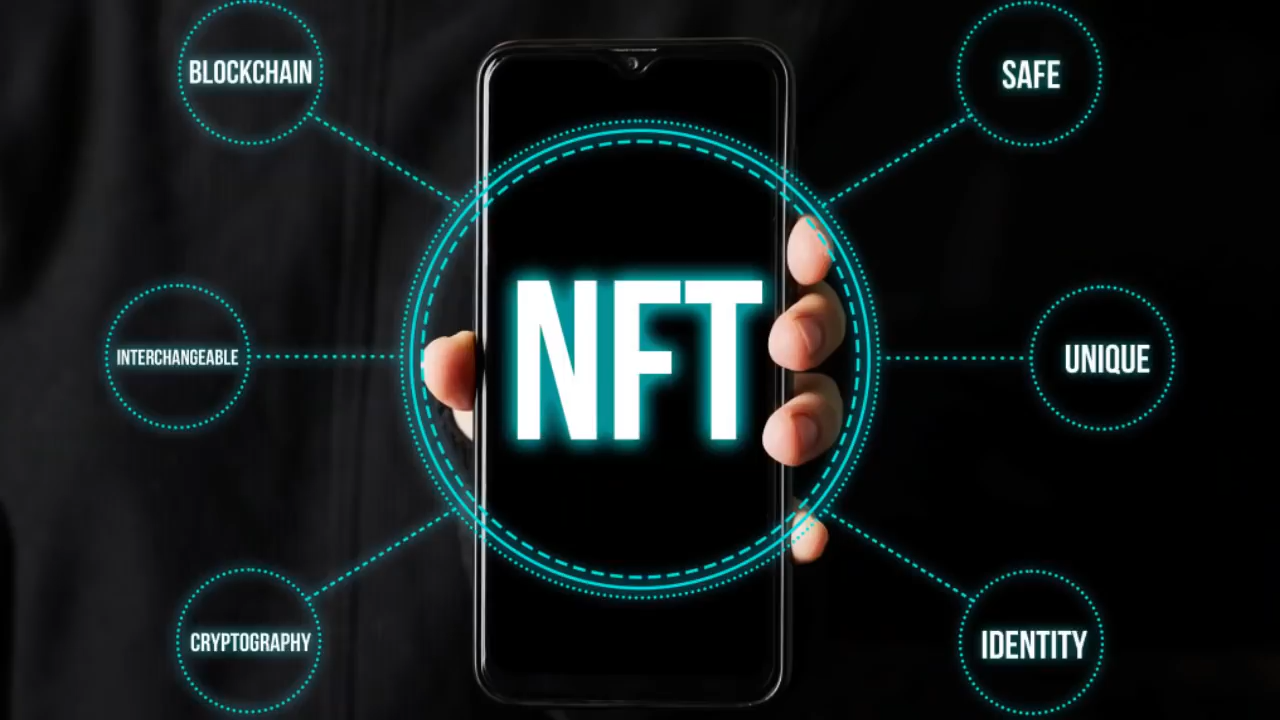 BLOCKCHAIN
SAFE
NFT
INTERCHANGEABLE
UNIQUE
CRYPTOGRAPHY
IDENTITY